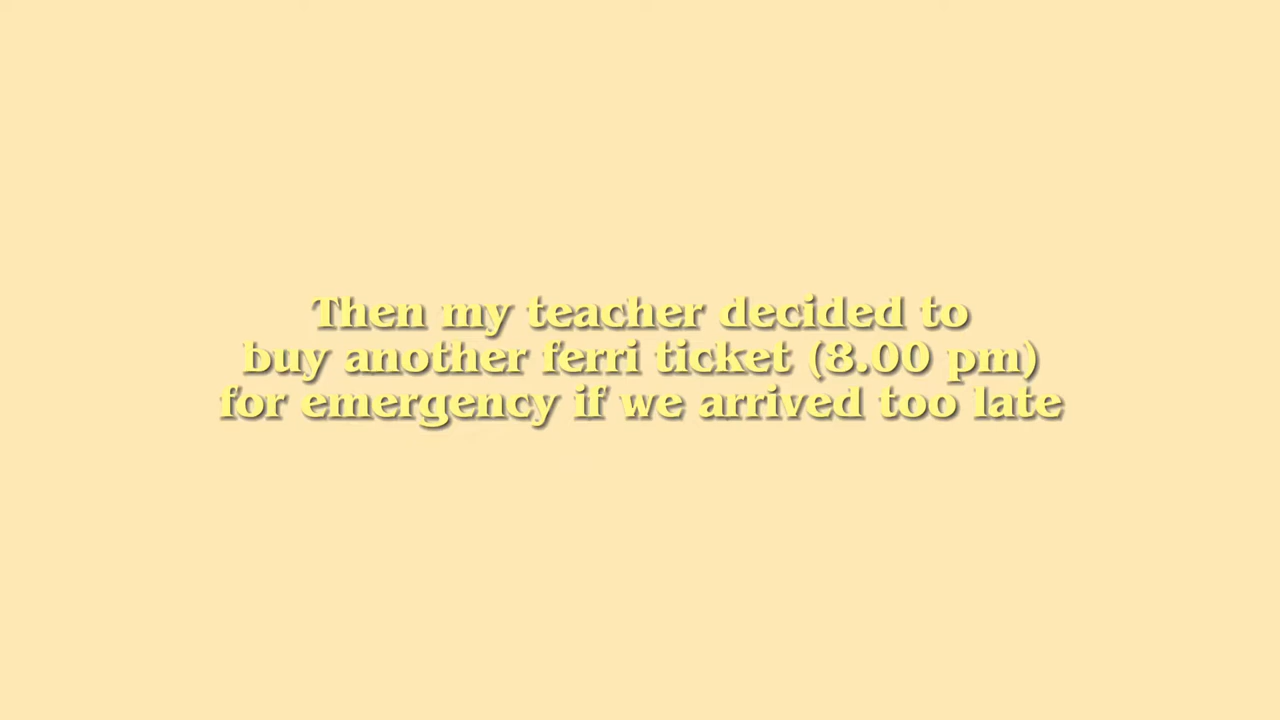 Then my teacher decided to
buy another ferri ticket (8.00 pm)
for emergency if we arrived too late